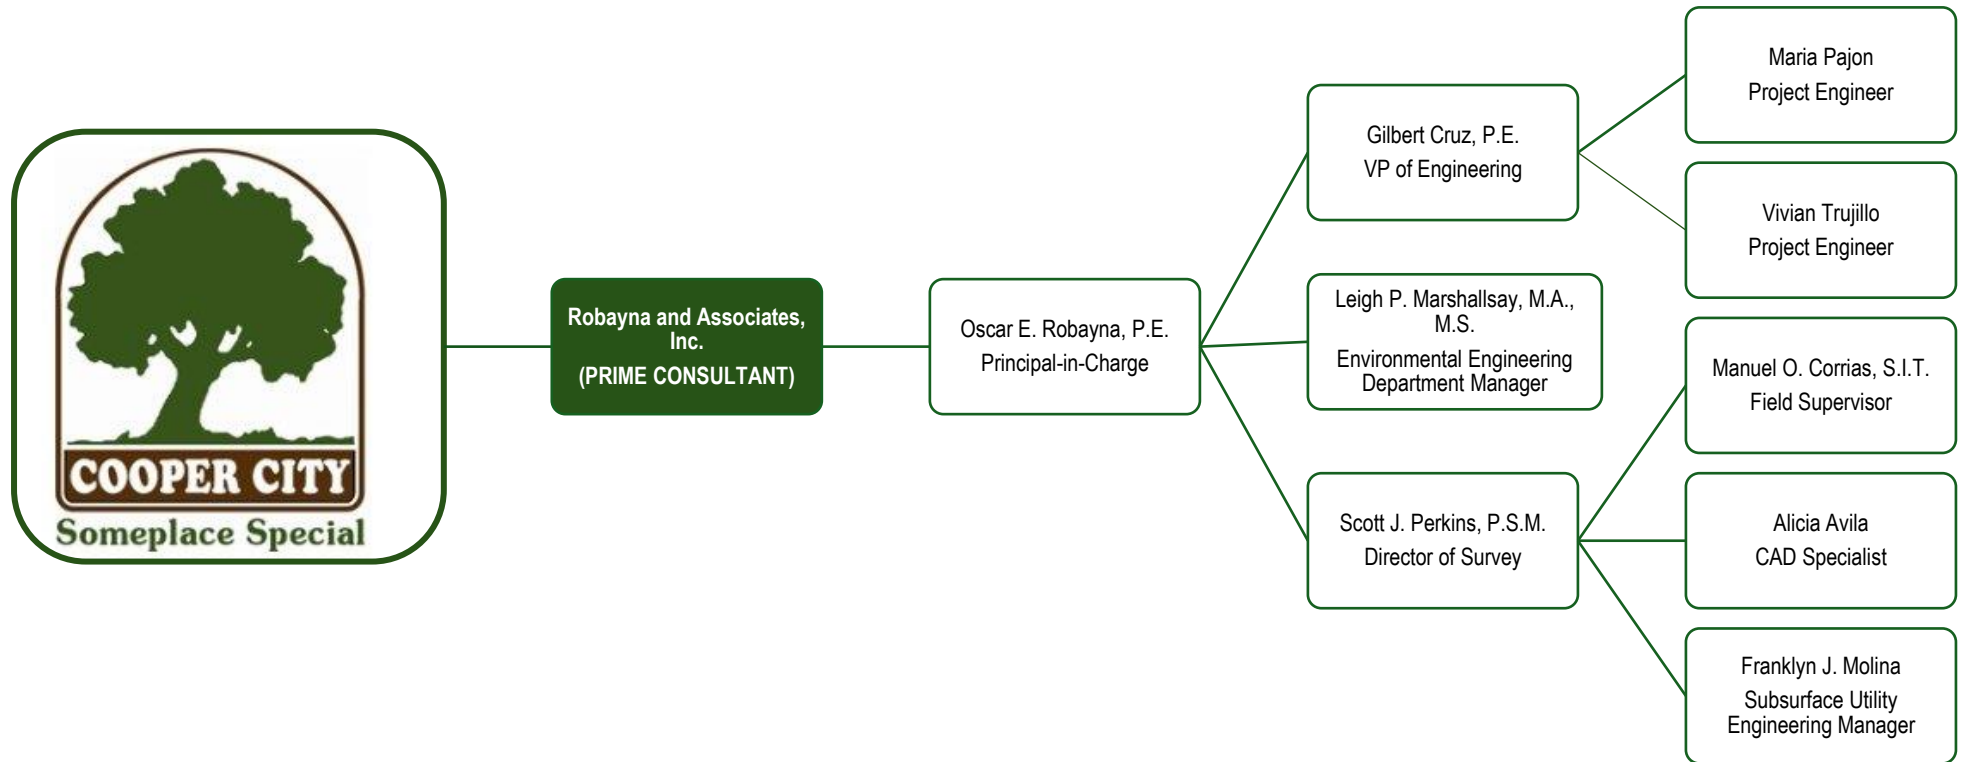 COOPER CITY
Someplace Special
Robayna and Associates,
Inc.
(PRIME CONSULTANT)
Oscar E. Robayna, P.E.
Principal-in-Charge
Gilbert Cruz, P.E.
VP of Engineering
Leigh P. Marshallsay, M.A.,
M.S.
Environmental Engineering
Department Manager
Scott J. Perkins, P.S.M.
Director of Survey
Maria Pajon
Project Engineer
Vivian Trujillo
Project Engineer
Manuel O. Corrias, S.I.T.
Field Supervisor
Alicia Avila
CAD Specialist
Franklyn J. Molina
Subsurface Utility
Engineering Manager